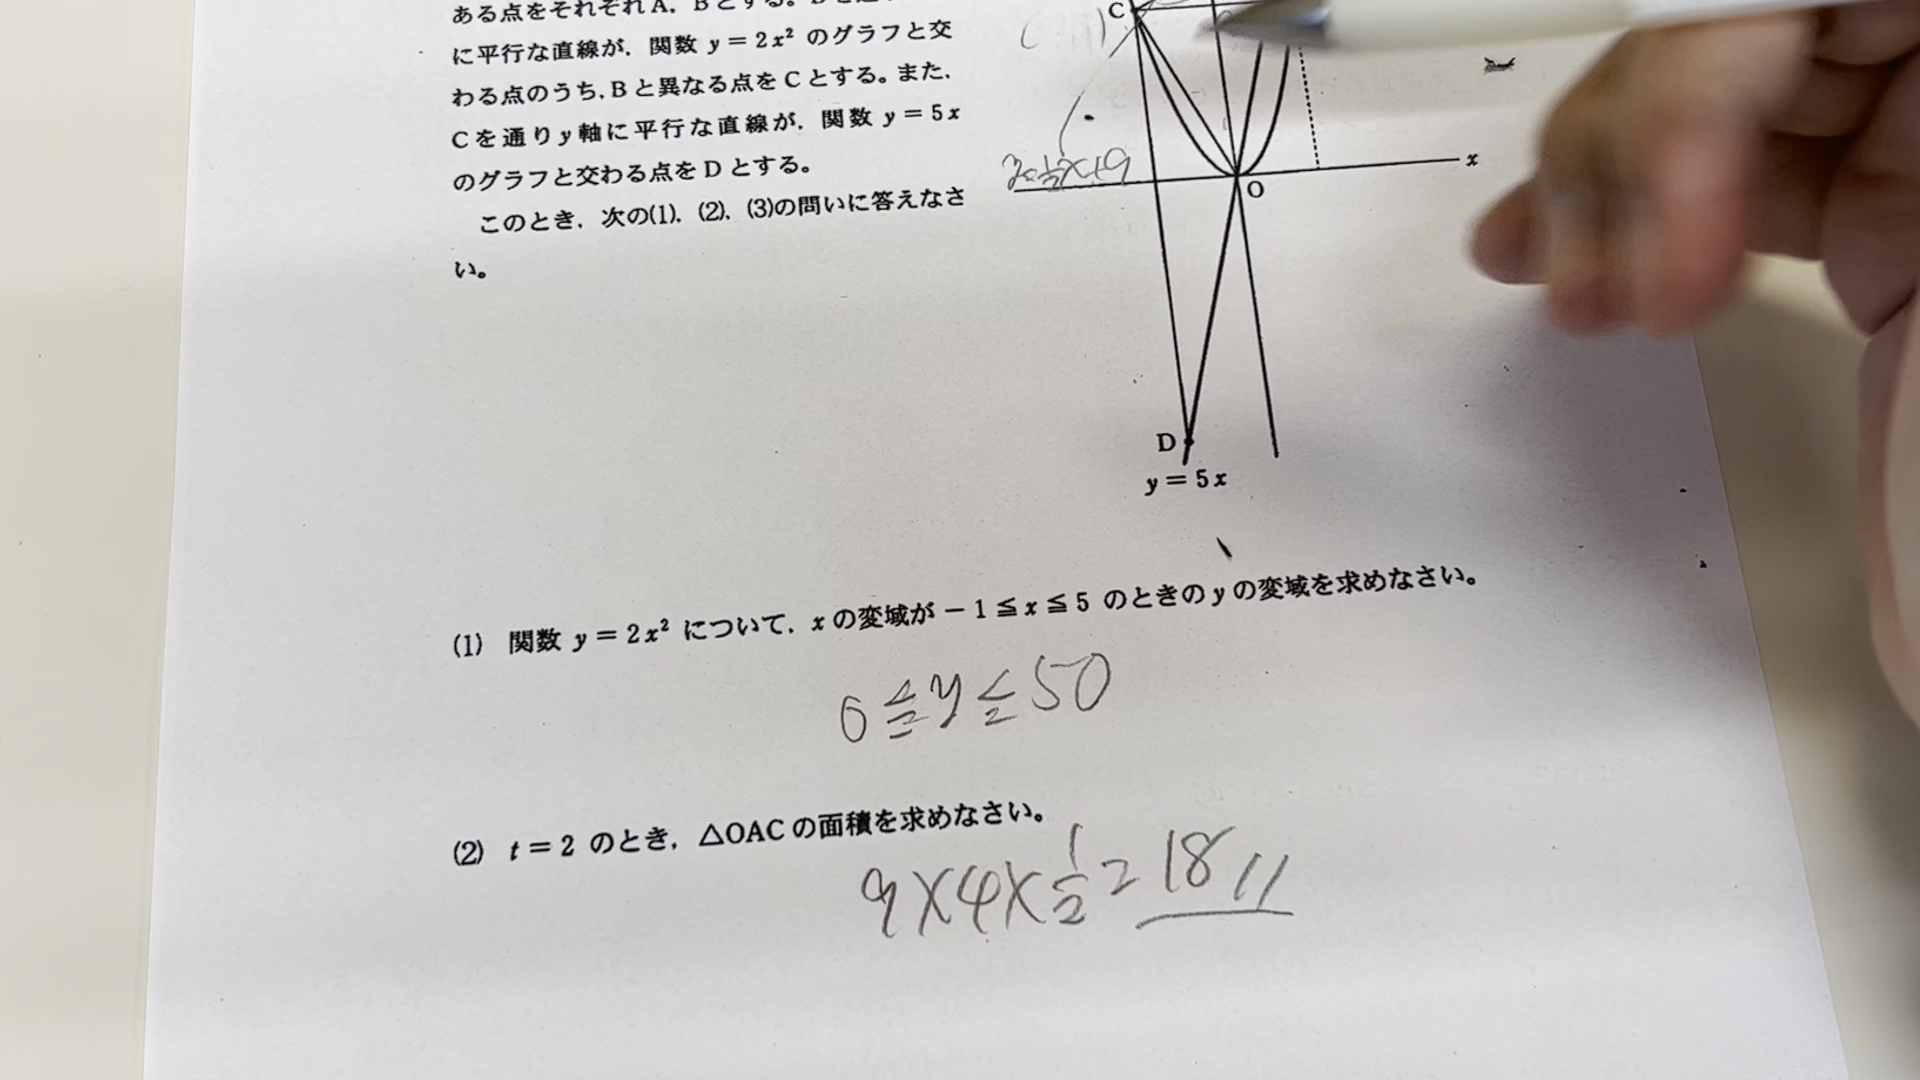 ある点をそれぞれA, Bとする。
に平行な直線が, 関数 y = 2x² のグラフと交
わる点のうち, Bと異なる点をCとする。また,
Cを通りy軸に平行な直線が, 関数 y = 5x
のグラフと交わる点をDとする。
このとき, 次の(1), (2), (3)の問いに答えなさ
い。
C
x
O
D
y = 5x
(1) 関数 y = 2x² について, xの変域が -1 ≦ x ≦ 5 のときのyの変域を求めなさい。
0 ≦ y ≦ 50
(2) t = 2 のとき, △OACの面積を求めなさい。
9×4×1/2=18